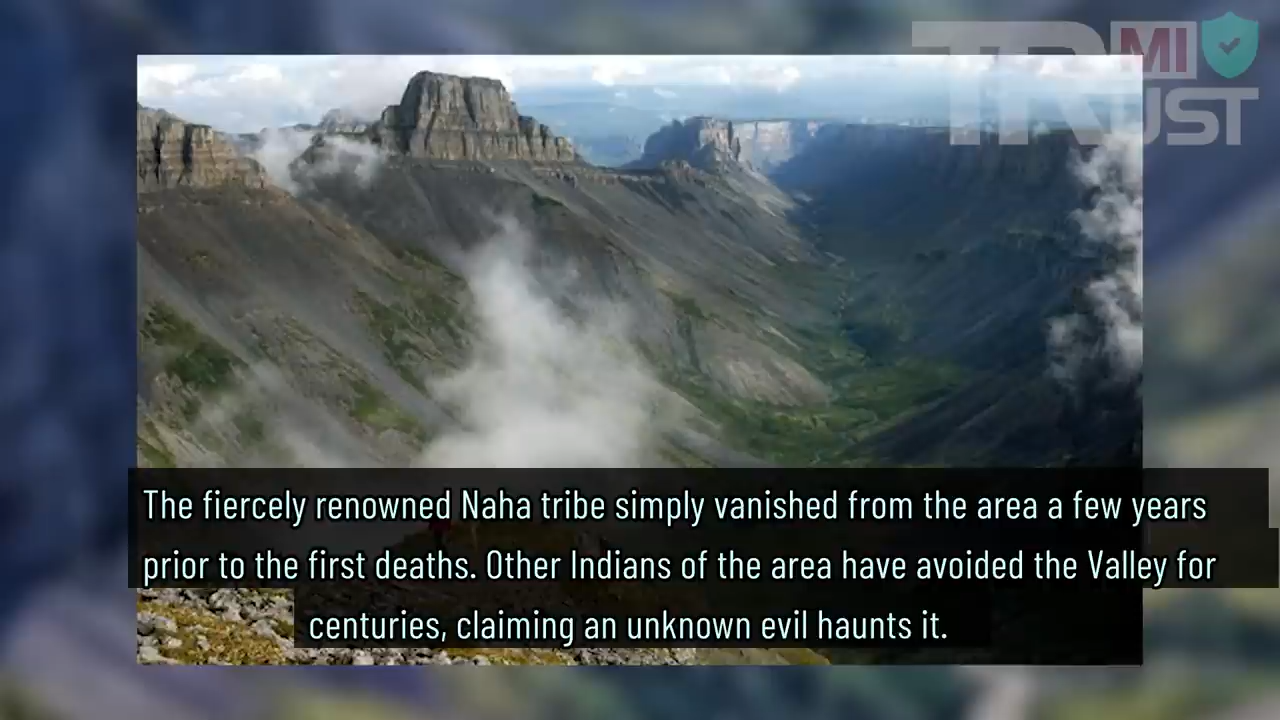 TRMI
RUST
The fiercely renowned Naha tribe simply vanished from the area a few years
prior to the first deaths. Other Indians of the area have avoided the Valley for
centuries, claiming an unknown evil haunts it.